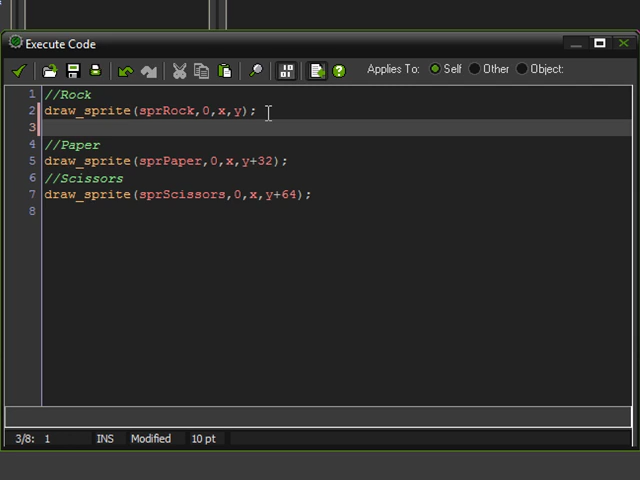 Execute Code
Applies To: Self Other Object:
1 //Rock
2 draw_sprite(sprRock,0,x,y);
3
4 //Paper
5 draw_sprite(sprPaper,0,x,y+32);
6 //Scissors
7 draw_sprite(sprScissors,0,x,y+64);
8
3/8: 1 INS Modified 10 pt